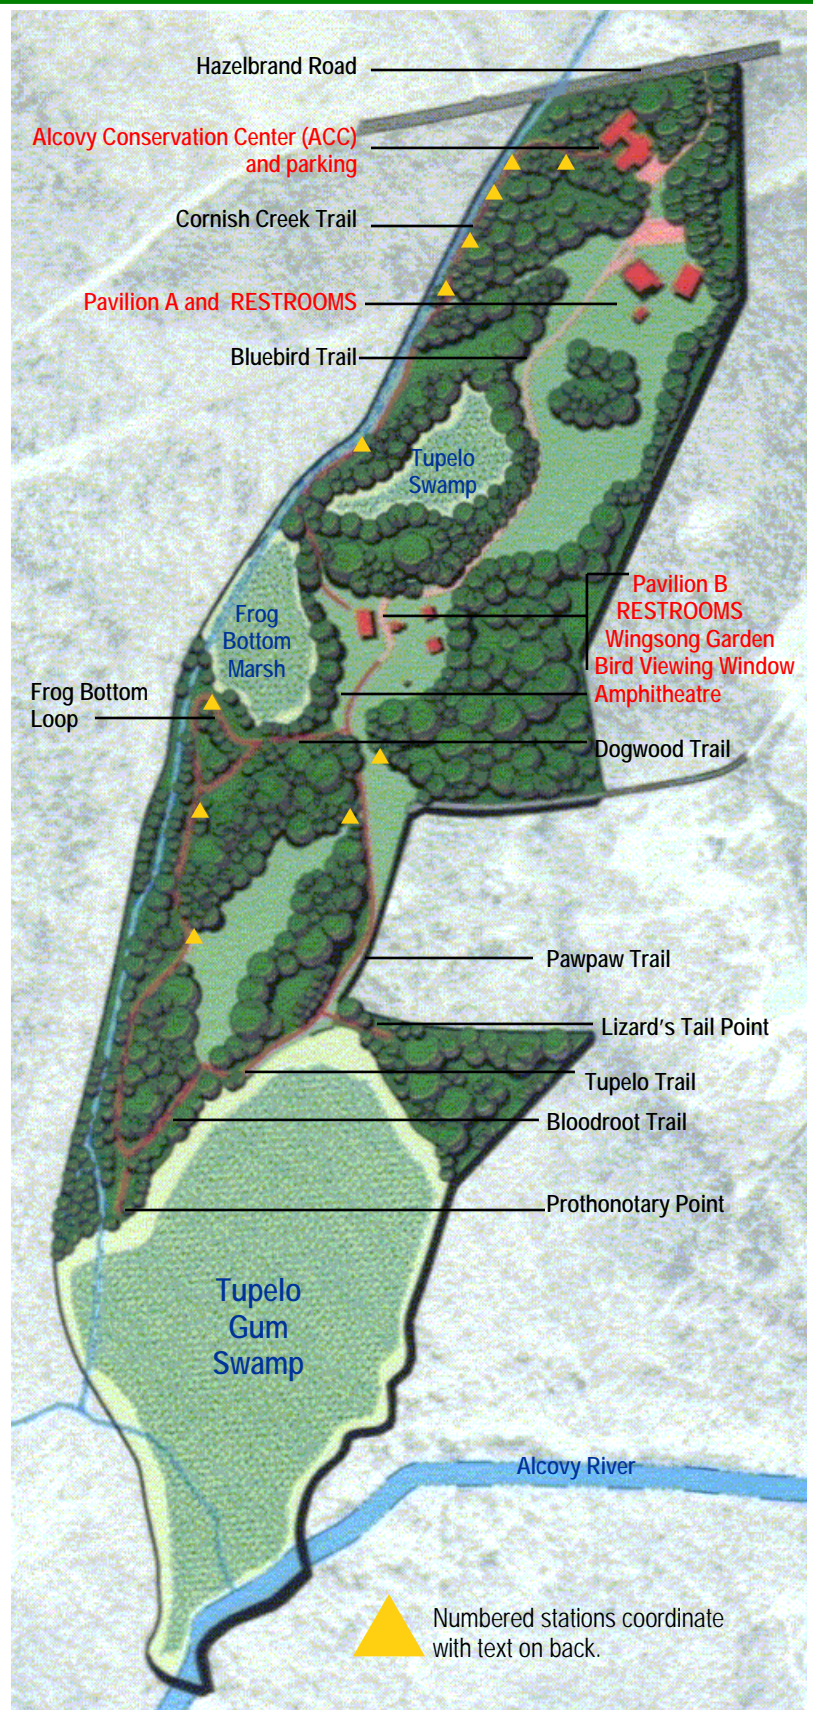 Hazelbrand Road
Alcovy Conservation Center (ACC)
and parking
Cornish Creek Trail
Pavilion A and RESTROOMS
Bluebird Trail
Tupelo
Swamp
Pavilion B
RESTROOMS
Wingsong Garden
Bird Viewing Window
Amphitheatre
Frog
Bottom
Marsh
Frog Bottom
Loop
Dogwood Trail
Pawpaw Trail
Lizard's Tail Point
Tupelo Trail
Bloodroot Trail
Prothonotary Point
Tupelo
Gum
Swamp
Alcovy River
Numbered stations coordinate
with text on back.